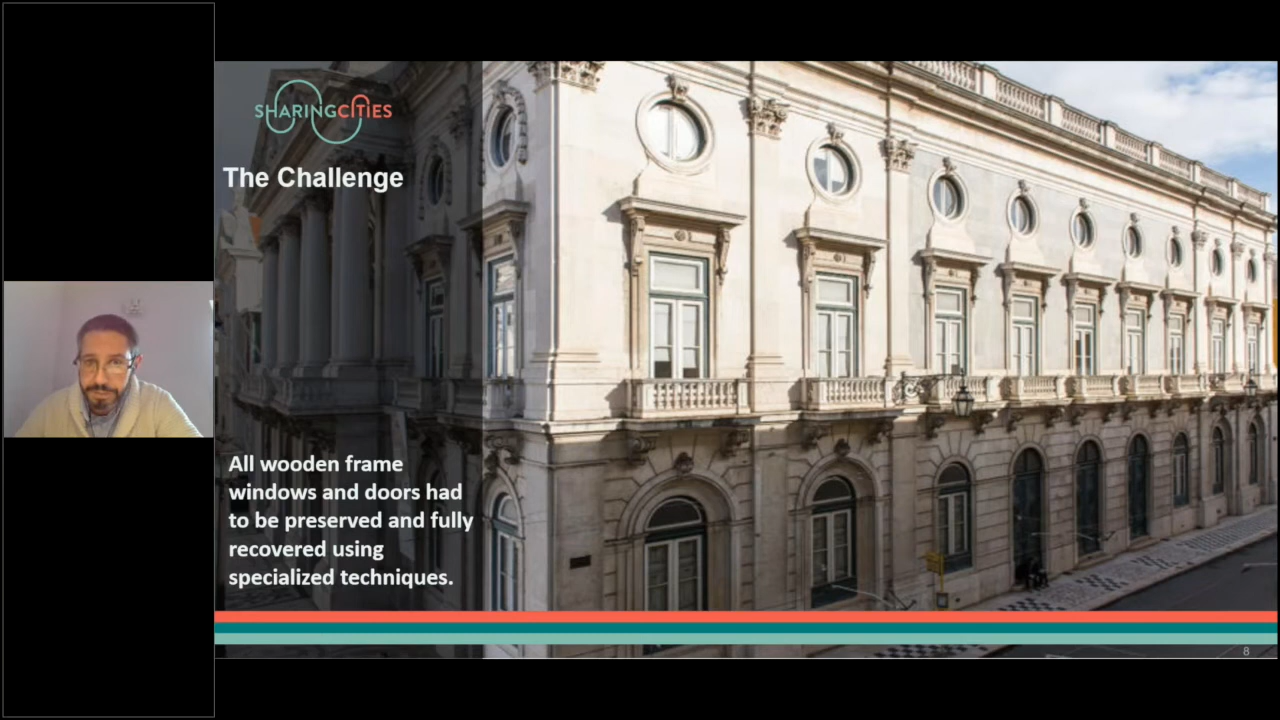 SHARINGCITIES
The Challenge
All wooden frame
windows and doors had
to be preserved and fully
recovered using
specialized techniques.
8